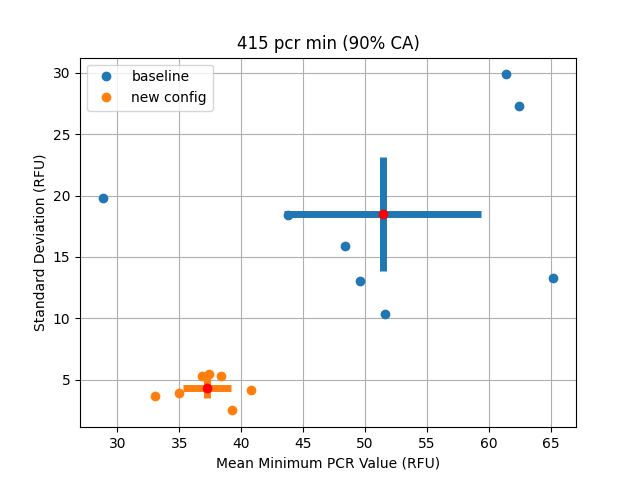 415 pcr min (90% CA)
baseline
new config
Standard Deviation (RFU)
30
25
20
15
10
5
30 35 40 45 50 55 60 65
Mean Minimum PCR Value (RFU)